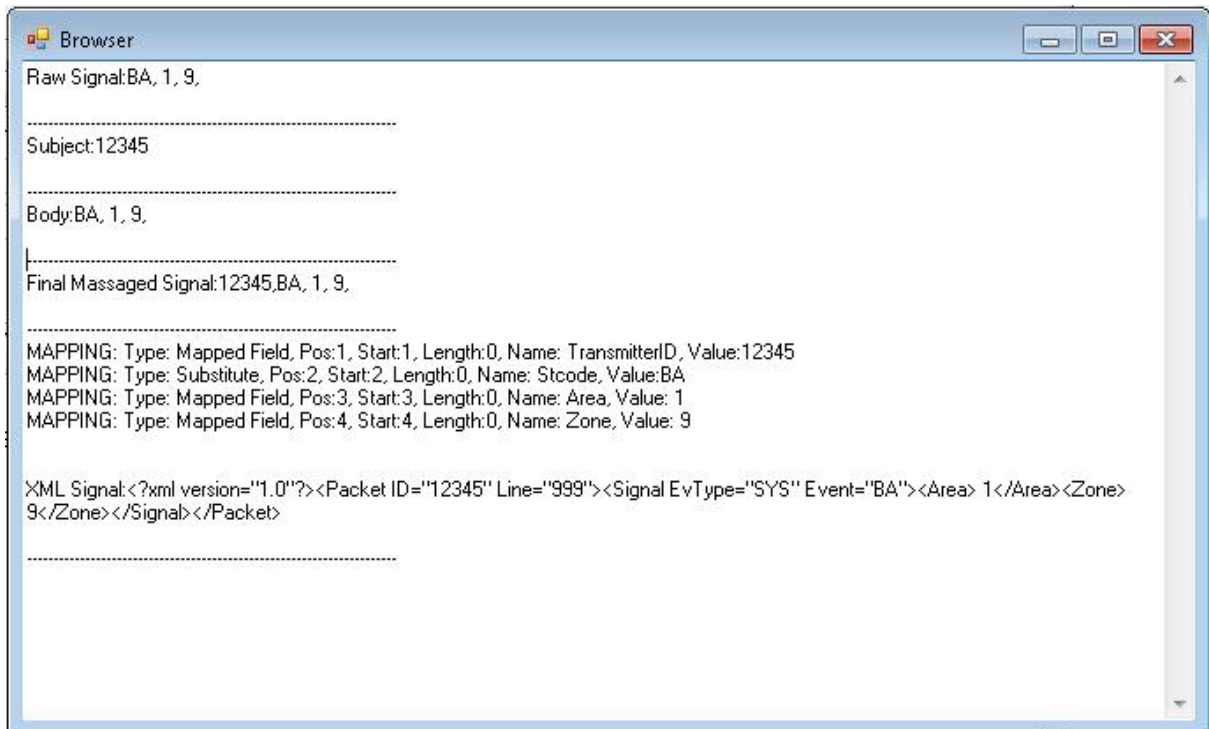 Browser
Raw Signal:BA, 1, 9,
----------------------------------------------------------------------
Subject:12345
----------------------------------------------------------------------
Body:BA, 1, 9,
----------------------------------------------------------------------
Final Massaged Signal:12345,BA, 1, 9,
----------------------------------------------------------------------
MAPPING: Type: Mapped Field, Pos:1, Start:1, Length:0, Name: TransmitterID, Value:12345
MAPPING: Type: Substitute, Pos:2, Start:2, Length:0, Name: Stcode, Value:BA
MAPPING: Type: Mapped Field, Pos:3, Start:3, Length:0, Name: Area, Value: 1
MAPPING: Type: Mapped Field, Pos:4, Start:4, Length:0, Name: Zone, Value: 9
XML Signal:<?xml version="1.0"?><Packet ID="12345" Line="999"><Signal EvType="SYS" Event="BA"><Area> 1</Area><Zone>
9</Zone></Signal></Packet>
----------------------------------------------------------------------